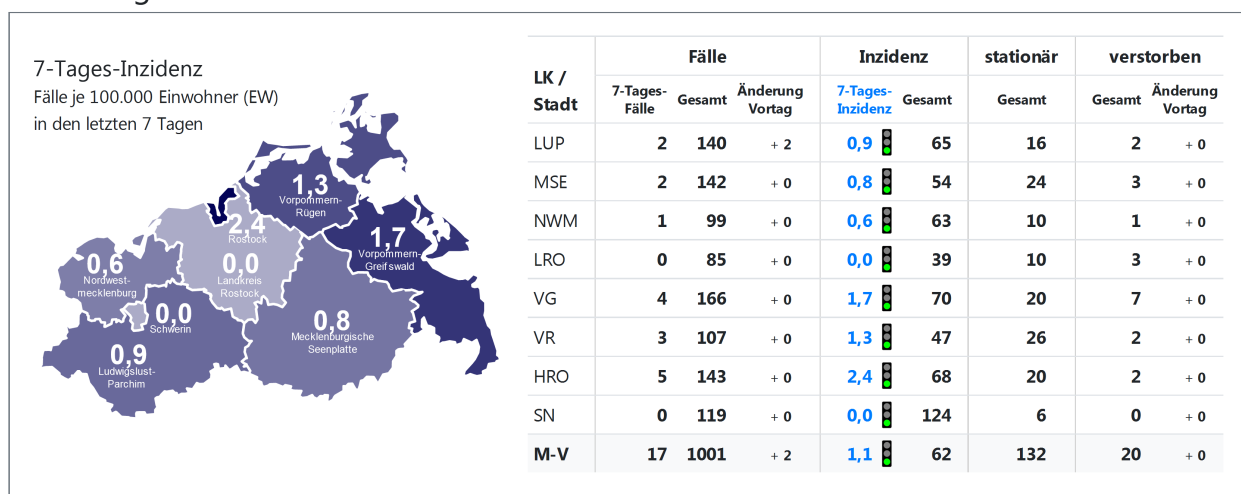 7-Tages-Inzidenz
Fälle je 100.000 Einwohner (EW)
in den letzten 7 Tagen
1,3
Vorpommern-
Rügen
2,4
Rostock
1,7
Vorpommern-
Greifswald
0,6
Nordwest-
mecklenburg
0,0
Landkreis
Rostock
0,0
Schwerin
0,8
Mecklenburgische
Seenplatte
0,9
Ludwigslust-
Parchim
LK / Stadt Fälle Inzidenz stationär verstorben
7-Tages-Fälle Gesamt Änderung Vortag 7-Tages-Inzidenz Gesamt Gesamt Gesamt Änderung Vortag
LUP 2 140 + 2 0,9 65 16 2 + 0
MSE 2 142 + 0 0,8 54 24 3 + 0
NWM 1 99 + 0 0,6 63 10 1 + 0
LRO 0 85 + 0 0,0 39 10 3 + 0
VG 4 166 + 0 1,7 70 20 7 + 0
VR 3 107 + 0 1,3 47 26 2 + 0
HRO 5 143 + 0 2,4 68 20 2 + 0
SN 0 119 + 0 0,0 124 6 0 + 0
M-V 17 1001 + 2 1,1 62 132 20 + 0